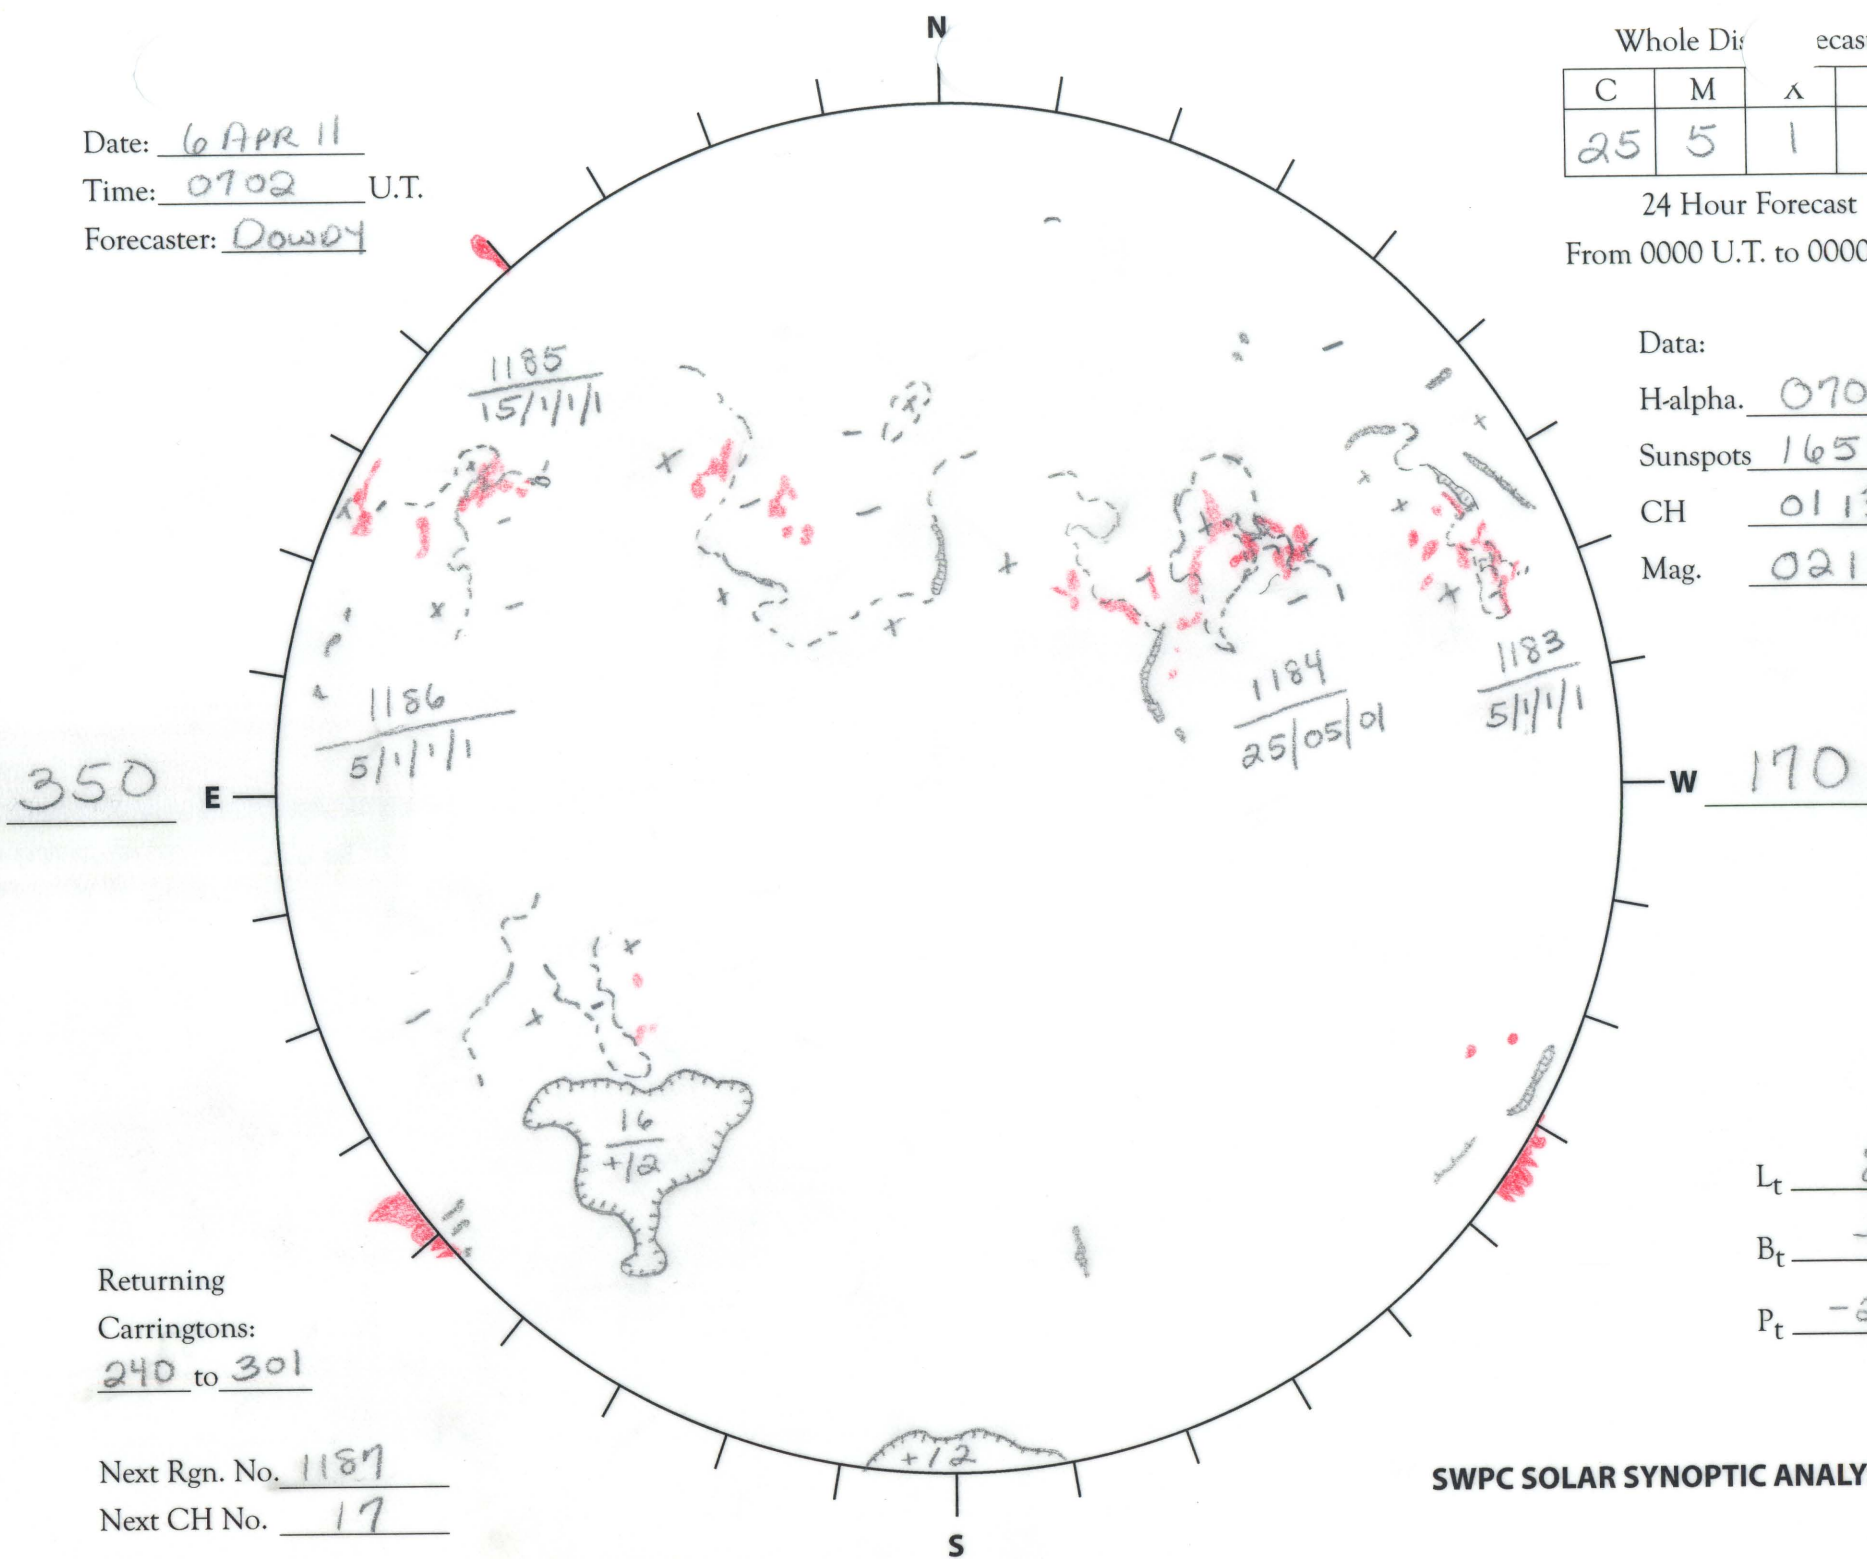 N
Whole Dis ecas
C M X
25 5 1
24 Hour Forecast
From 0000 U.T. to 0000
Date: 6 APR 11
Time: 0702 U.T.
Forecaster: DOWDY
Data:
H-alpha. 070
Sunspots 165
CH 011
Mag. 021
1185
15/1/1/1
1186
5/1/1/1
1184
25/05/01
1183
5/1/1/1
350 E
W 170
16
+12
Lt
Bt
Pt -
Returning
Carringtons:
240 to 301
Next Rgn. No. 1187
Next CH No. 17
+12
SWPC SOLAR SYNOPTIC ANALY
S